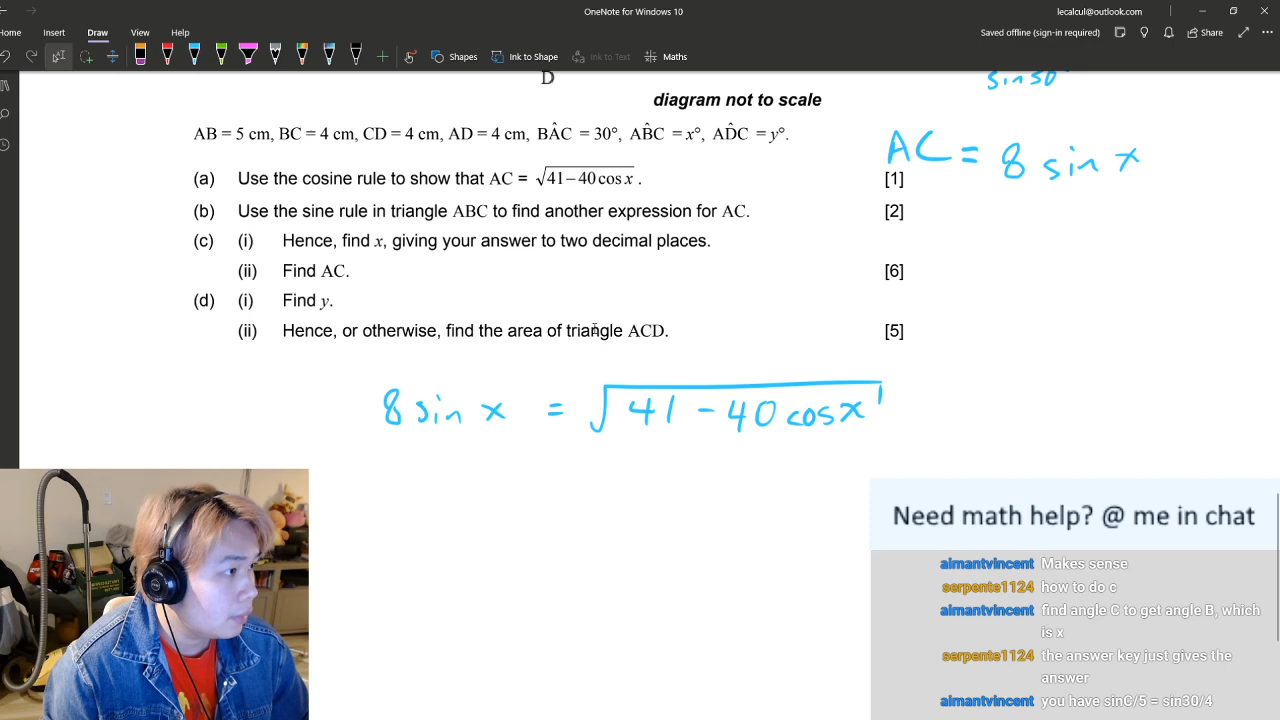 OneNote Windows 10
lecalcul@outlook.com
Home Insert Draw View Help
Saved offline (sign-in required)
Share
Shapes
Ink to Shape
Ink to Text
Maths
D
diagram not to scale
sin30°
AB = 5 cm, BC = 4 cm, CD = 4 cm, AD = 4 cm, BÂC = 30°, AB̂C = x°, AD̂C = y°.
AC = 8 sin x
(a) Use the cosine rule to show that AC = √41−40 cos x . [1]
(b) Use the sine rule in triangle ABC to find another expression for AC. [2]
(c) (i) Hence, find x, giving your answer to two decimal places.
(ii) Find AC. [6]
(d) (i) Find y.
(ii) Hence, or otherwise, find the area of triangle ACD. [5]
8 sin x = √41 − 40 cos x
Need math help? @ me in chat
aimantvincent Makes sense
serpente1124 how to do c
aimantvincent find angle C to get angle B, which
is x
serpente1124 the answer key just gives the
answer
aimantvincent you have sinC/5 = sin30/4